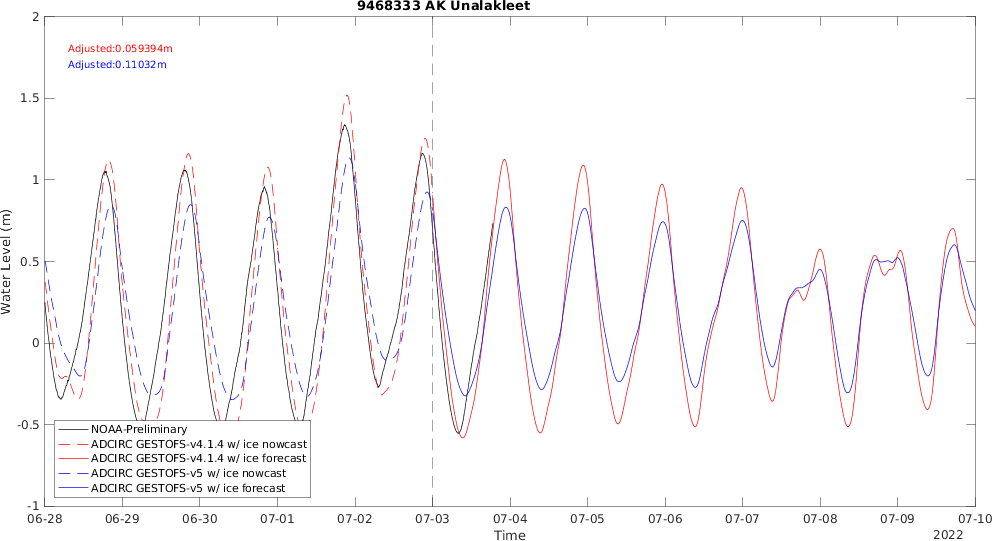 9468333 AK Unalakleet
Adjusted:0.059394m
Adjusted:0.11032m
Water Level (m)
2
1.5
1
0.5
0
-0.5
-1
NOAA-Preliminary
ADCIRC GESTOFS-v4.1.4 w/ ice nowcast
ADCIRC GESTOFS-v4.1.4 w/ ice forecast
ADCIRC GESTOFS-v5 w/ ice nowcast
ADCIRC GESTOFS-v5 w/ ice forecast
06-28 06-29 06-30 07-01 07-02 07-03 07-04 07-05 07-06 07-07 07-08 07-09 07-10
Time
2022